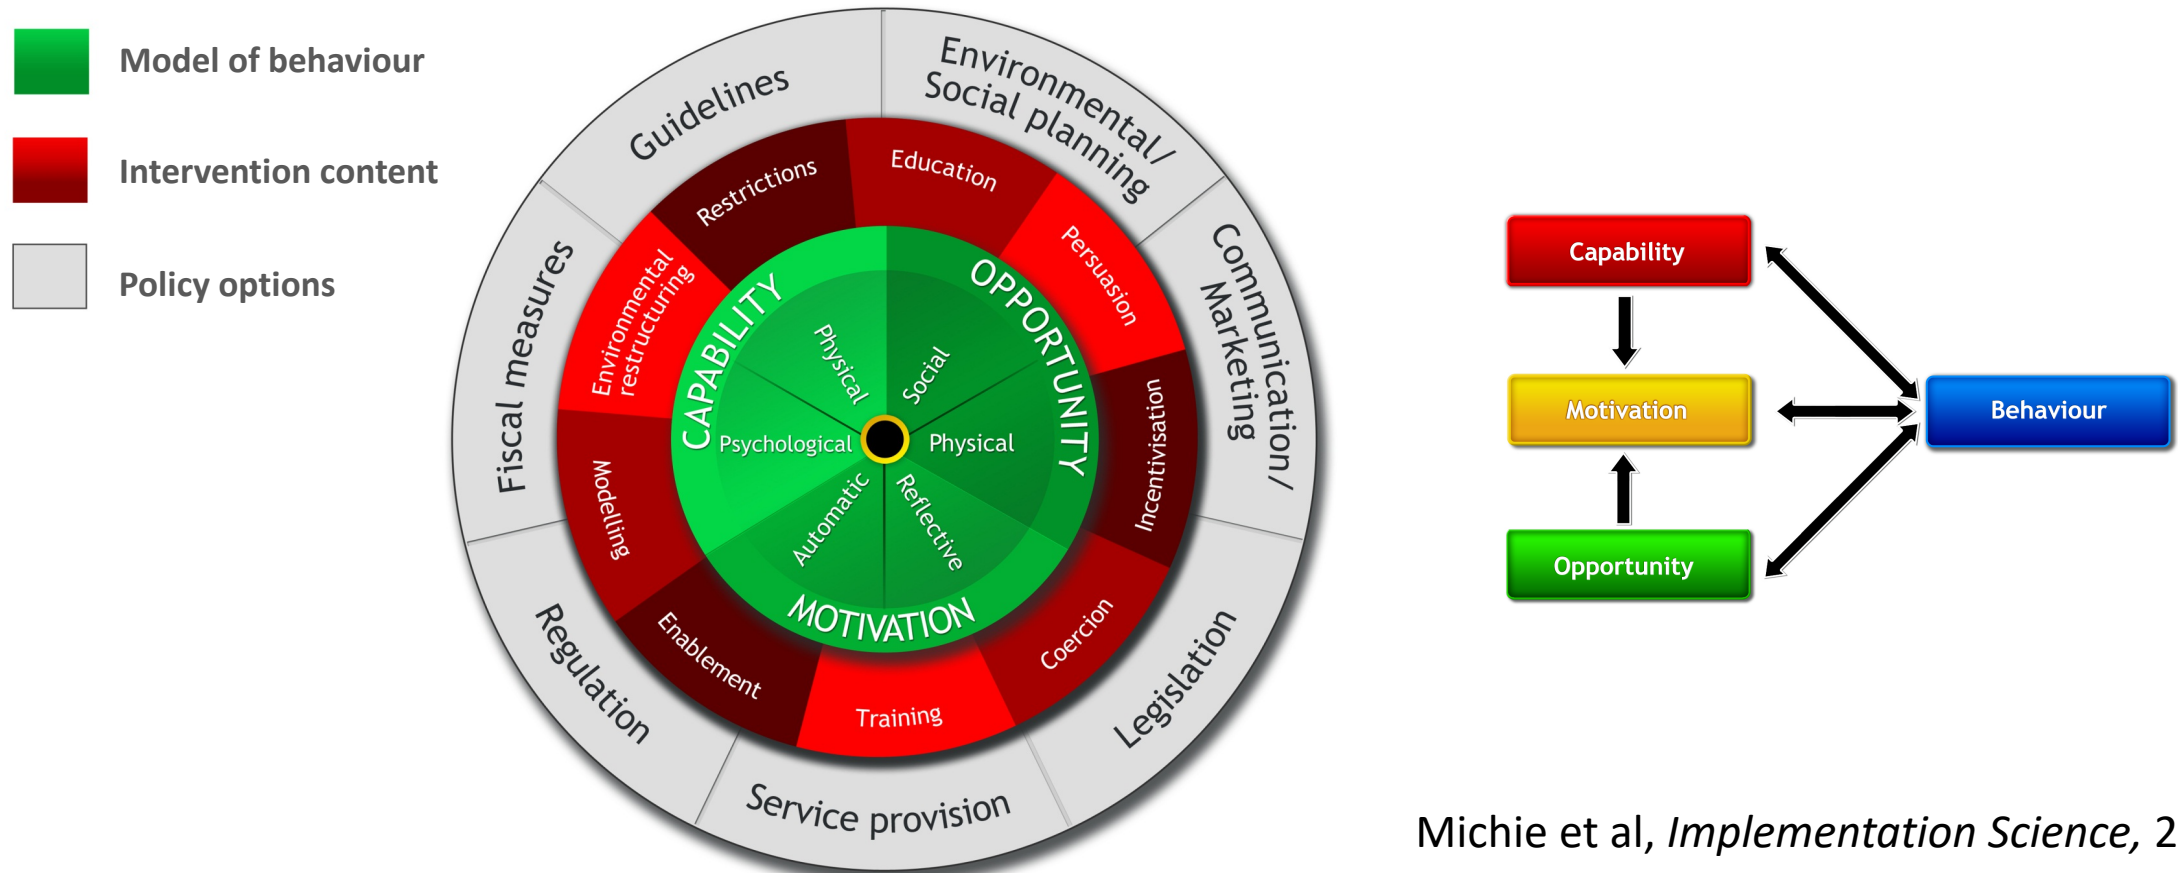 Model of behaviour
Intervention content
Policy options
Guidelines
Environmental/
Social planning
Communication/
Marketing
Legislation
Service provision
Regulation
Fiscal measures
Restrictions
Education
Persuasion
Incentivisation
Coercion
Training
Enablement
Modelling
Environmental
restructuring
CAPABILITY
OPPORTUNITY
MOTIVATION
Physical
Social
Physical
Reflective
Automatic
Psychological
Capability
Motivation
Opportunity
Behaviour
Michie et al, Implementation Science, 2